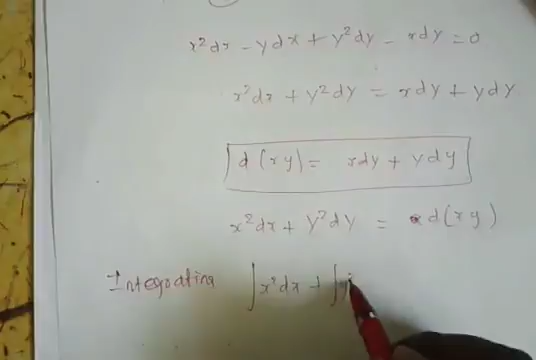 x²dx - ydx + y²dy - xdy = 0
x²dx + y²dy = xdy + ydy
d(xy) = xdy + ydy
x²dx + y²dy = d(xy)
Integrating ∫x²dx + ∫y